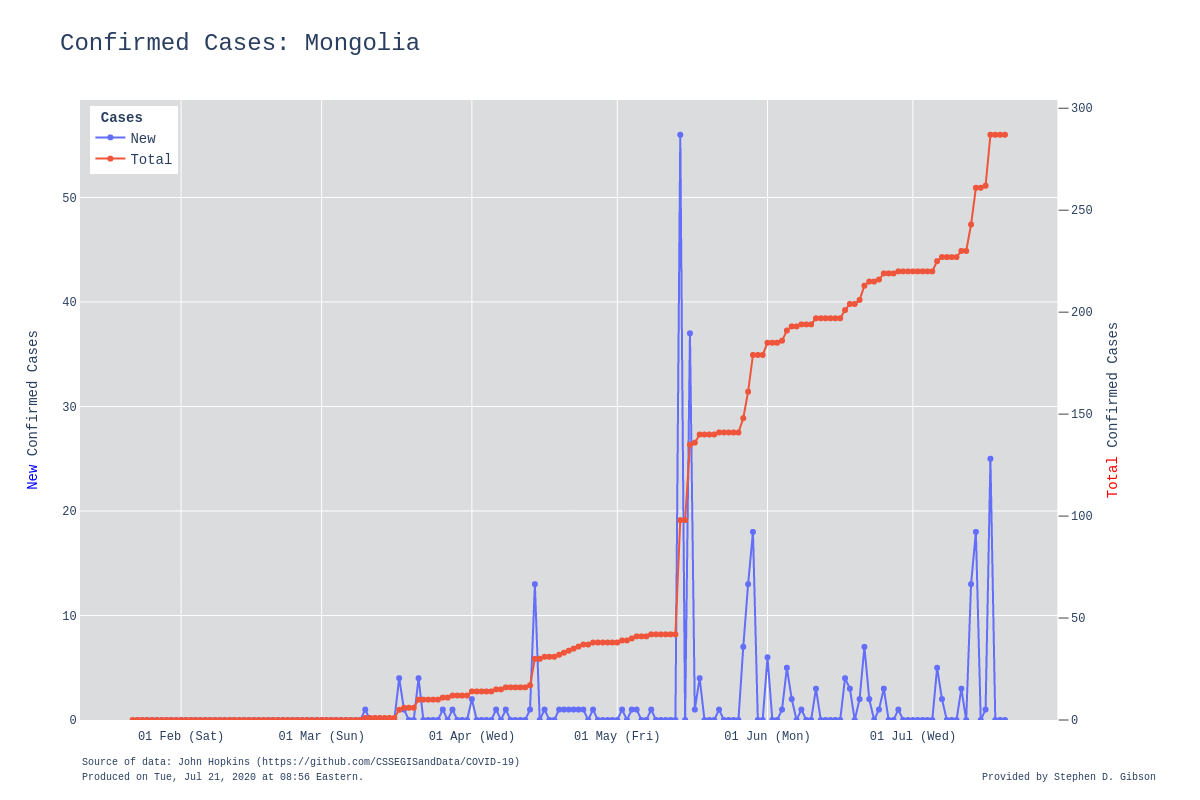 Confirmed Cases: Mongolia
Cases
New
Total
50
40
30
20
10
0
300
250
200
150
100
50
0
New Confirmed Cases
Total Confirmed Cases
01 Feb (Sat)
01 Mar (Sun)
01 Apr (Wed)
01 May (Fri)
01 Jun (Mon)
01 Jul (Wed)
Source of data: John Hopkins (https://github.com/CSSEGISandData/COVID-19)
Produced on Tue, Jul 21, 2020 at 08:56 Eastern.
Provided by Stephen D. Gibson